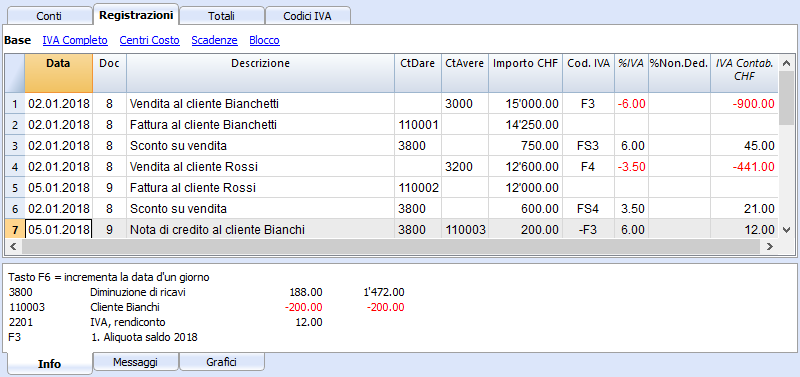 Conti Registrazioni Totali Codici IVA
Base IVA Completo Centri Costo Scadenze Blocco
Data Doc Descrizione CtDare CtAvere Importo CHF Cod. IVA %IVA %Non.Ded. IVA Contab. CHF
1 02.01.2018 8 Vendita al cliente Bianchetti 3000 15'000.00 F3 -6.00 -900.00
2 02.01.2018 8 Fattura al cliente Bianchetti 110001 14'250.00
3 02.01.2018 8 Sconto su vendita 3800 750.00 FS3 6.00 45.00
4 02.01.2018 8 Vendita al cliente Rossi 3200 12'600.00 F4 -3.50 -441.00
5 05.01.2018 9 Fattura al cliente Rossi 110002 12'000.00
6 02.01.2018 8 Sconto su vendita 3800 600.00 FS4 3.50 21.00
7 05.01.2018 9 Nota di credito al cliente Bianchi 3800 110003 200.00 -F3 6.00 12.00
Tasto F6 = incrementa la data d'un giorno
3800 Diminuzione di ricavi 188.00 1'472.00
110003 Cliente Bianchi -200.00 -200.00
2201 IVA, rendiconto 12.00
F3 1. Aliquota saldo 2018
Info Messaggi Grafici